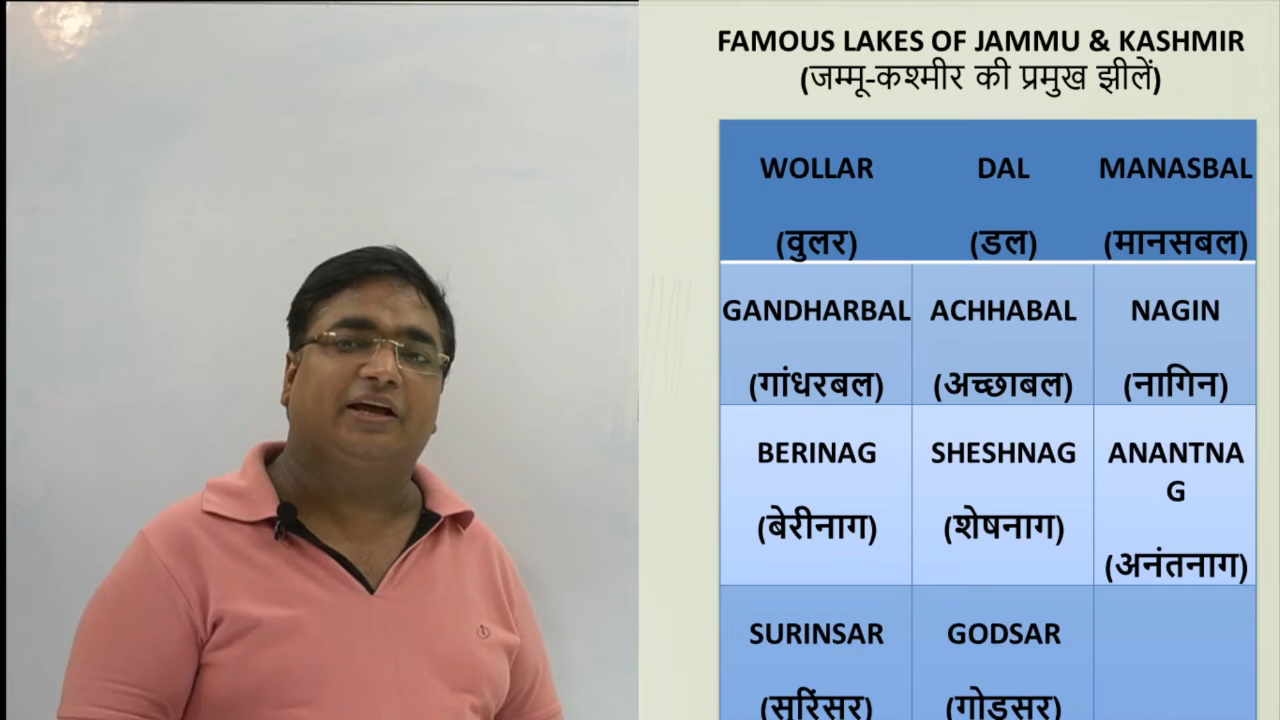 FAMOUS LAKES OF JAMMU & KASHMIR
(जम्मू-कश्मीर की प्रमुख झीलें)
WOLLAR DAL MANASBAL
(वुलर) (डल) (मानसबल)
GANDHARBAL ACHHABAL NAGIN
(गांधरबल) (अच्छाबल) (नागिन)
BERINAG SHESHNAG ANANTNA
G
(बेरीनाग) (शेषनाग)
(अनंतनाग)
SURINSAR GODSAR
(सुरिंसर) (गोडसर)